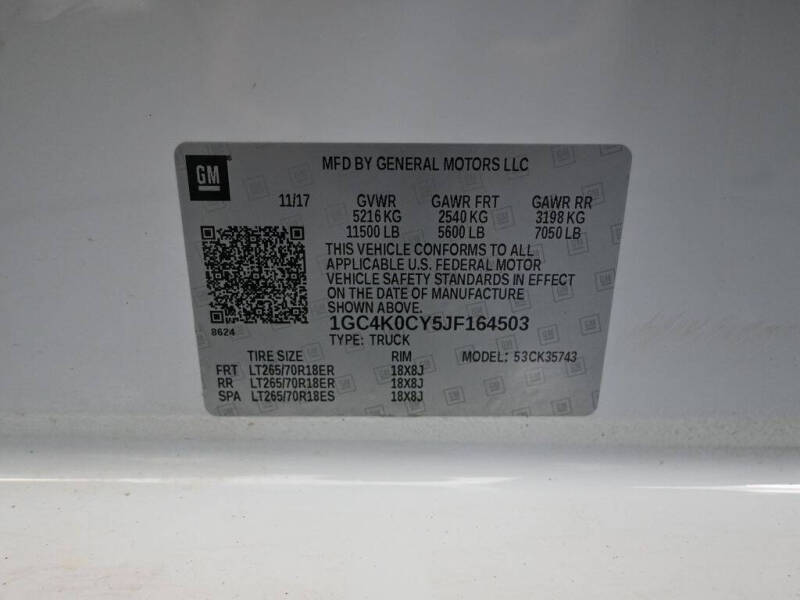 GM
MFD BY GENERAL MOTORS LLC
11/17 GVWR GAWR FRT GAWR RR
5216 KG 2540 KG 3198 KG
11500 LB 5600 LB 7050 LB
THIS VEHICLE CONFORMS TO ALL
APPLICABLE U.S. FEDERAL MOTOR
VEHICLE SAFETY STANDARDS IN EFFECT
ON THE DATE OF MANUFACTURE
SHOWN ABOVE.
8624
1GC4K0CY5JF164503
TYPE: TRUCK
TIRE SIZE RIM MODEL: 53CK35743
FRT LT265/70R18ER 18X8J
RR LT265/70R18ER 18X8J
SPA LT265/70R18ES 18X8J